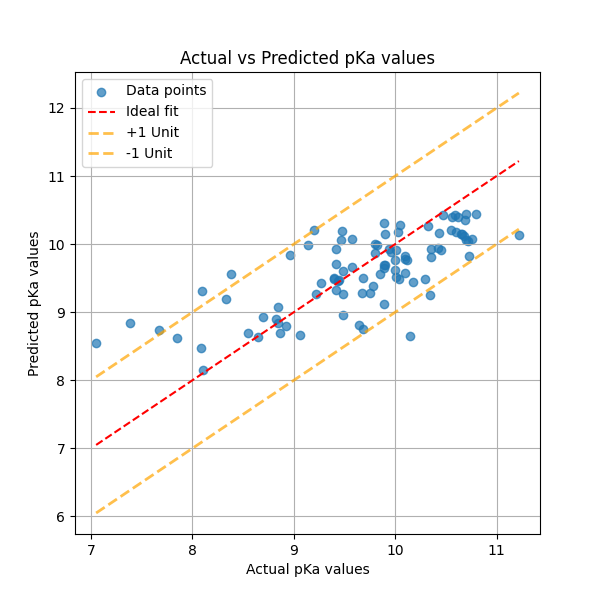 Actual vs Predicted pKa values
Data points
Ideal fit
+1 Unit
-1 Unit
12
11
10
9
8
7
6
Predicted pKa values
7 8 9 10 11
Actual pKa values